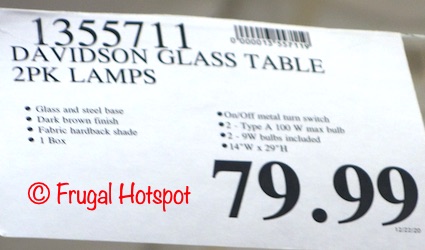 1355711
0000013 55711
DAVIDSON GLASS TABLE
2PK LAMPS
• Glass and steel base
• Dark brown finish
• Fabric hardback shade
• 1 Box
• On/Off metal turn switch
• 2 - Type A 100 W max bulb
• 2 - 9W bulbs included
• 14"W x 29"H
79.99
© Frugal Hotspot
12/22/20